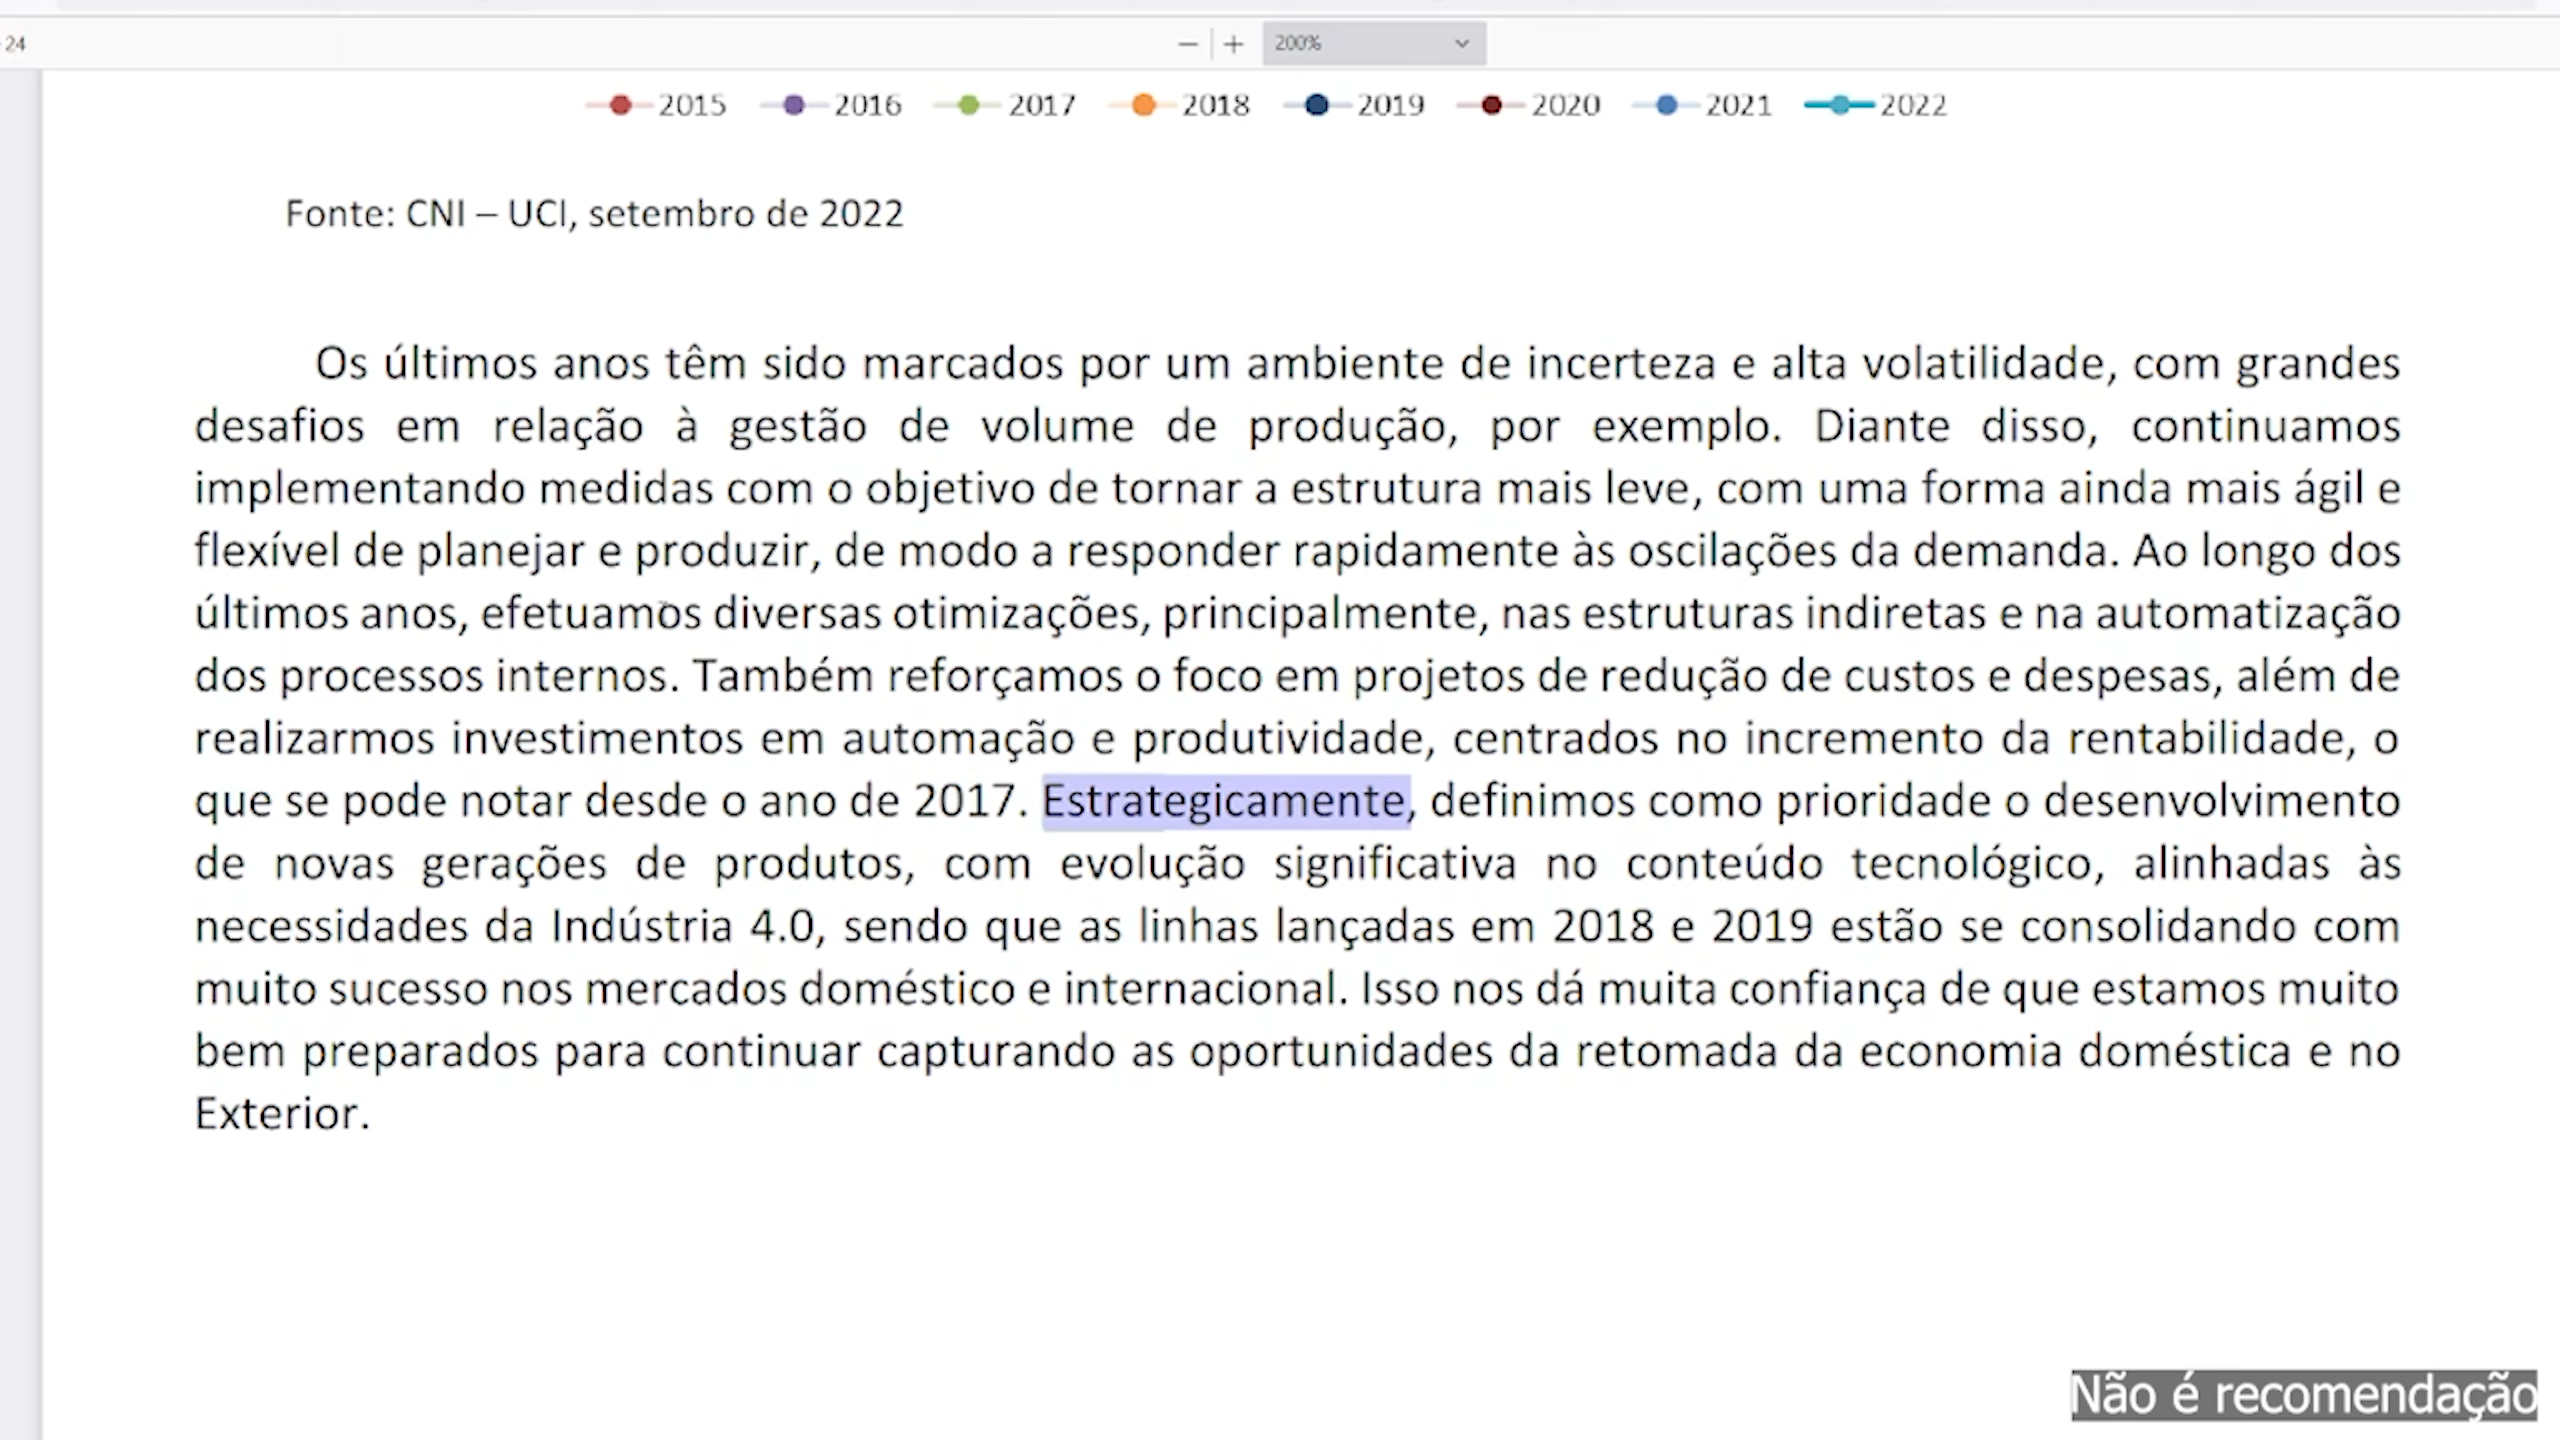 24
200%
2015 2016 2017 2018 2019 2020 2021 2022
Fonte: CNI – UCI, setembro de 2022
Os últimos anos têm sido marcados por um ambiente de incerteza e alta volatilidade, com grandes
desafios em relação à gestão de volume de produção, por exemplo. Diante disso, continuamos
implementando medidas com o objetivo de tornar a estrutura mais leve, com uma forma ainda mais ágil e
flexível de planejar e produzir, de modo a responder rapidamente às oscilações da demanda. Ao longo dos
últimos anos, efetuamos diversas otimizações, principalmente, nas estruturas indiretas e na automatização
dos processos internos. Também reforçamos o foco em projetos de redução de custos e despesas, além de
realizarmos investimentos em automação e produtividade, centrados no incremento da rentabilidade, o
que se pode notar desde o ano de 2017. Estrategicamente, definimos como prioridade o desenvolvimento
de novas gerações de produtos, com evolução significativa no conteúdo tecnológico, alinhadas às
necessidades da Indústria 4.0, sendo que as linhas lançadas em 2018 e 2019 estão se consolidando com
muito sucesso nos mercados doméstico e internacional. Isso nos dá muita confiança de que estamos muito
bem preparados para continuar capturando as oportunidades da retomada da economia doméstica e no
Exterior.
Não é recomendação